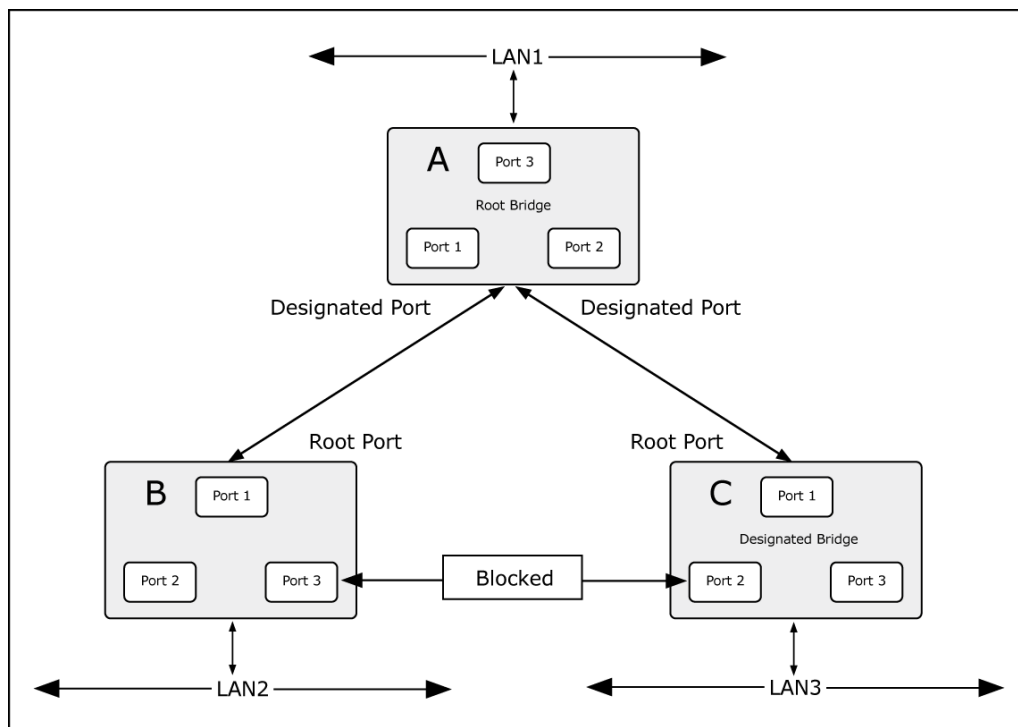 LAN1
A
Port 3
Root Bridge
Port 1
Port 2
Designated Port
Designated Port
Root Port
Root Port
B
Port 1
C
Port 1
Designated Bridge
Port 2
Port 3
Blocked
Port 2
Port 3
LAN2
LAN3